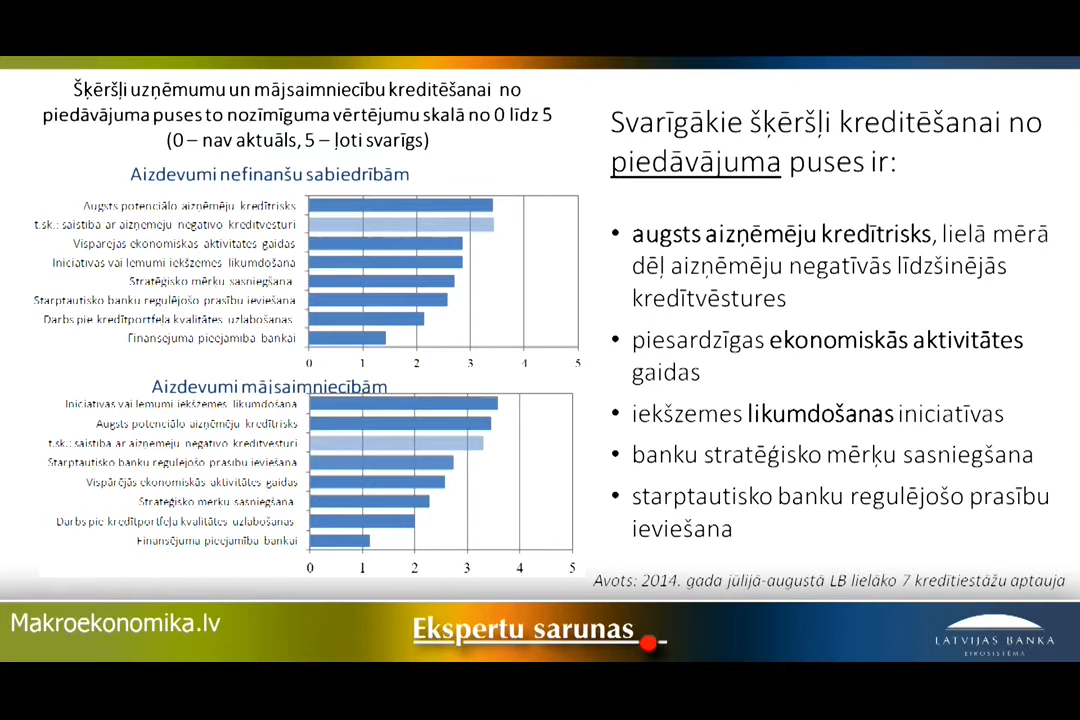 Šķēršļi uzņēmumu un mājsaimniecību kreditēšanai no
piedāvājuma puses to nozīmīguma vērtējumu skalā no 0 līdz 5
(0 – nav aktuāls, 5 – ļoti svarīgs)
Aizdevumi nefinanšu sabiedrībām
Augsts potenciālo aizņēmēju kredītrisks
t.sk.: saistība ar aizņēmēju negatīvo kredītvēsturi
Vispārējās ekonomiskās aktivitātes gaidas
Iniciatīvas vai lēmumi iekšzemes likumdošanā
Stratēģisko mērķu sasniegšana
Starptautisko banku regulējošo prasību ieviešana
Darbs pie kredītportfeļa kvalitātes uzlabošanas
Finansējuma pieejamība bankai
0 1 2 3 4 5
Aizdevumi mājsaimniecībām
Iniciatīvas vai lēmumi iekšzemes likumdošanā
Augsts potenciālo aizņēmēju kredītrisks
t.sk.: saistība ar aizņēmēju negatīvo kredītvēsturi
Starptautisko banku regulējošo prasību ieviešana
Vispārējās ekonomiskās aktivitātes gaidas
Stratēģisko mērķu sasniegšana
Darbs pie kredītportfeļa kvalitātes uzlabošanas
Finansējuma pieejamība bankai
0 1 2 3 4 5
Svarīgākie šķēršļi kreditēšanai no
piedāvājuma puses ir:
• augsts aizņēmēju kredītrisks, lielā mērā
dēļ aizņēmēju negatīvās līdzšinējās
kredītvēstures
• piesardzīgas ekonomiskās aktivitātes
gaidas
• iekšzemes likumdošanas iniciatīvas
• banku stratēģisko mērķu sasniegšana
• starptautisko banku regulējošo prasību
ieviešana
Avots: 2014. gada jūlijā-augustā LB lielāko 7 kredītiestāžu aptauja
Makroekonomika.lv
Ekspertu sarunas
LATVIJAS BANKA
EIROSISTĒMA